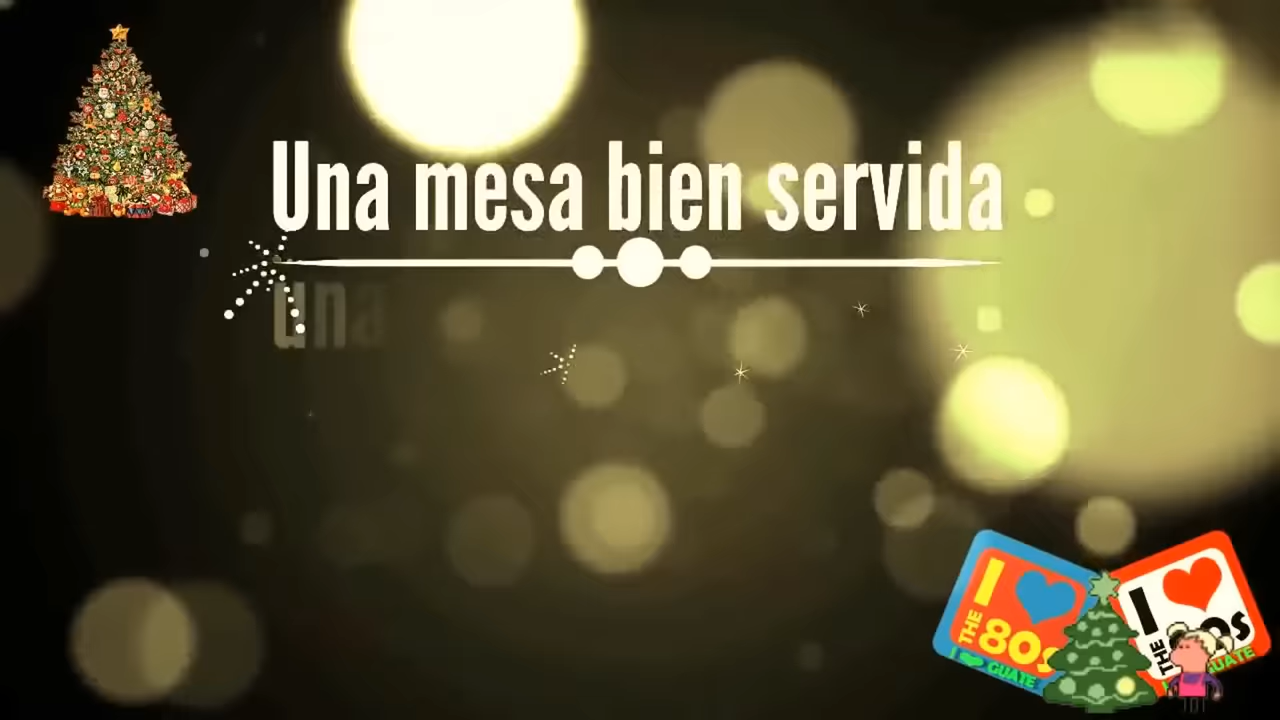 Una mesa bien servida
una
I
THE 80s
I GUATE
I
THE
GUATE